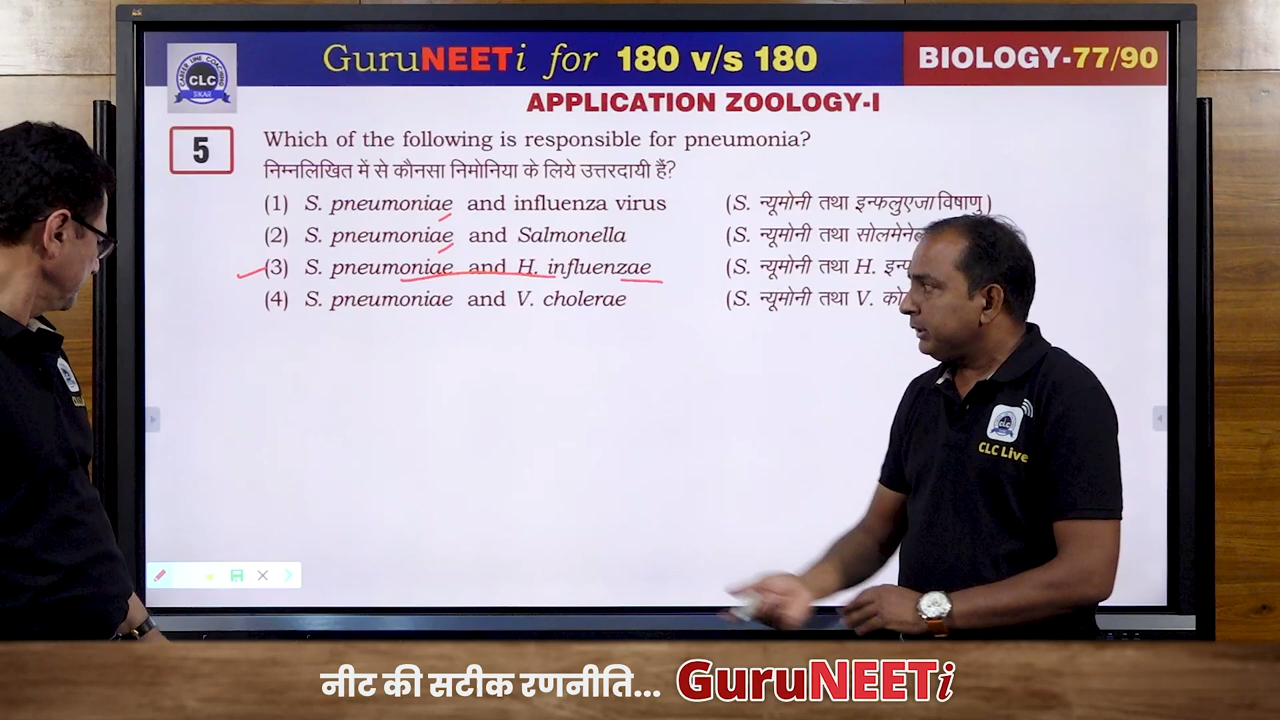 GuruNEETi for 180 v/s 180
BIOLOGY-77/90
CLC
SIKAR
APPLICATION ZOOLOGY-I
5
Which of the following is responsible for pneumonia?
निम्नलिखित में से कौनसा निमोनिया के लिये उत्तरदायी हैं?
(1) S. pneumoniae and influenza virus (S. न्यूमोनी तथा इन्फलुएजा विषाणु)
(2) S. pneumoniae and Salmonella (S. न्यूमोनी तथा
(3) S. pneumoniae and H. influenzae (S. न्यूमोनी तथा H.
(4) S. pneumoniae and V. cholerae (S. न्यूमोनी तथा V.
CLC
CLC Live
नीट की सटीक रणनीति... GuruNEETi